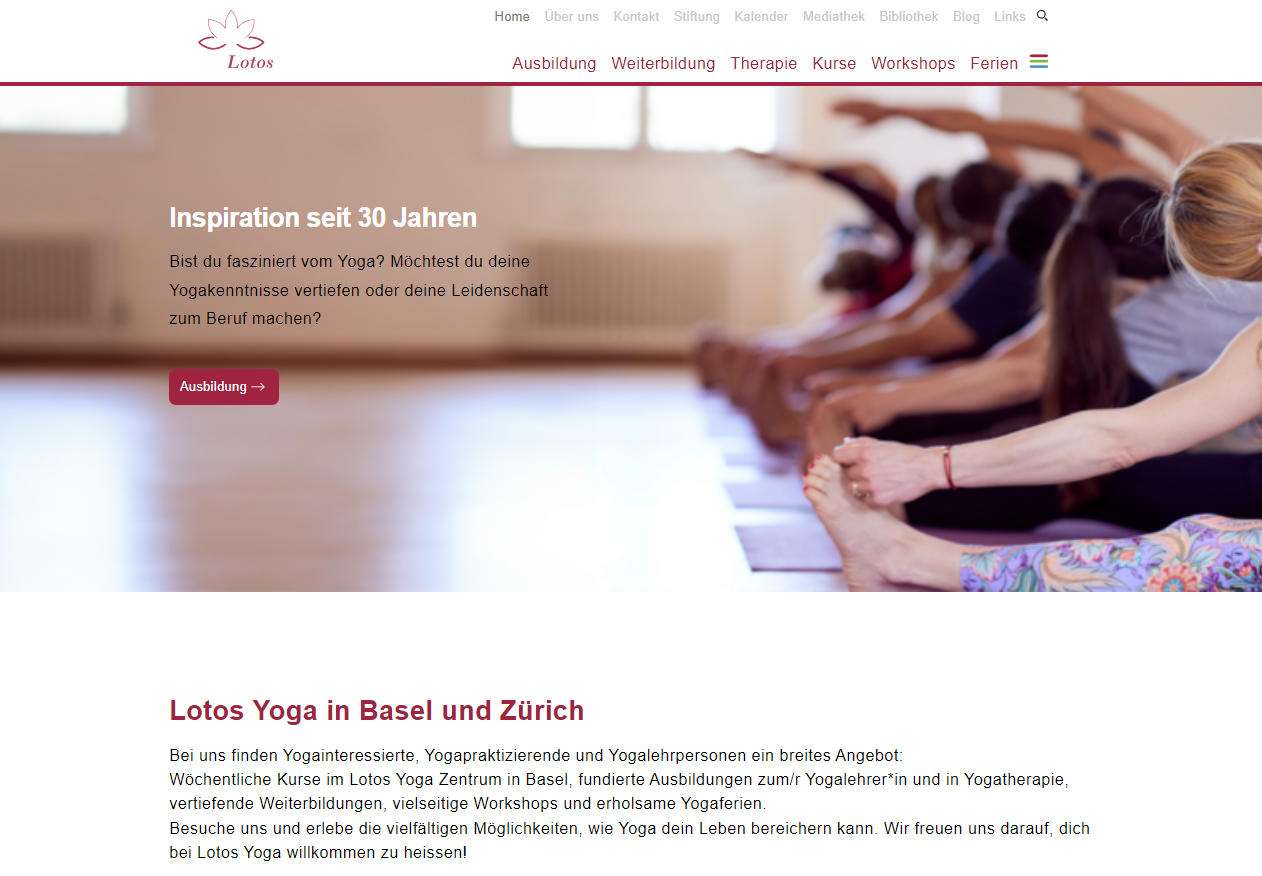 Lotos
Home Über uns Kontakt Stiftung Kalender Mediathek Bibliothek Blog Links
Ausbildung Weiterbildung Therapie Kurse Workshops Ferien
Inspiration seit 30 Jahren
Bist du fasziniert vom Yoga? Möchtest du deine
Yogakenntnisse vertiefen oder deine Leidenschaft
zum Beruf machen?
Ausbildung →
Lotos Yoga in Basel und Zürich
Bei uns finden Yogainteressierte, Yogapraktizierende und Yogalehrpersonen ein breites Angebot:
Wöchentliche Kurse im Lotos Yoga Zentrum in Basel, fundierte Ausbildungen zum/r Yogalehrer*in und in Yogatherapie,
vertiefende Weiterbildungen, vielseitige Workshops und erholsame Yogaferien.
Besuche uns und erlebe die vielfältigen Möglichkeiten, wie Yoga dein Leben bereichern kann. Wir freuen uns darauf, dich
bei Lotos Yoga willkommen zu heissen!